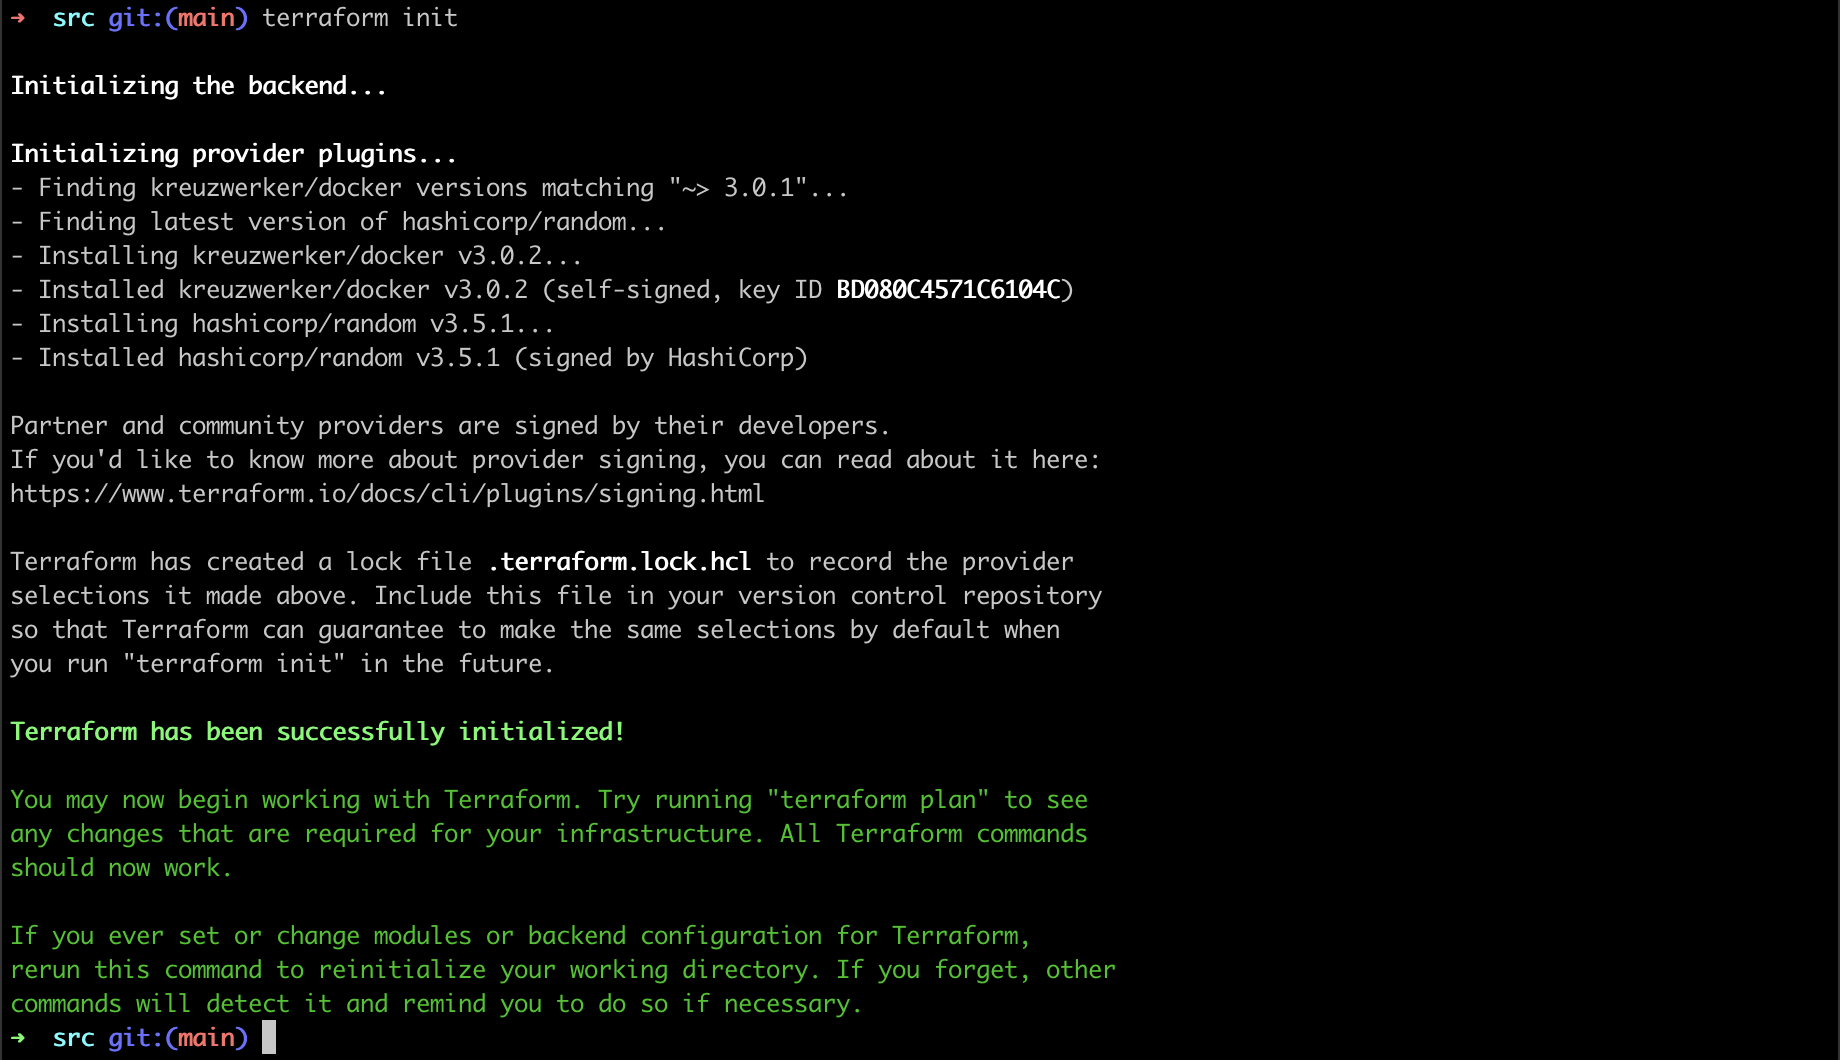 ➜  src git:(main) terraform init
Initializing the backend...
Initializing provider plugins...
- Finding kreuzwerker/docker versions matching "~> 3.0.1"...
- Finding latest version of hashicorp/random...
- Installing kreuzwerker/docker v3.0.2...
- Installed kreuzwerker/docker v3.0.2 (self-signed, key ID BD080C4571C6104C)
- Installing hashicorp/random v3.5.1...
- Installed hashicorp/random v3.5.1 (signed by HashiCorp)
Partner and community providers are signed by their developers.
If you'd like to know more about provider signing, you can read about it here:
https://www.terraform.io/docs/cli/plugins/signing.html
Terraform has created a lock file .terraform.lock.hcl to record the provider
selections it made above. Include this file in your version control repository
so that Terraform can guarantee to make the same selections by default when
you run "terraform init" in the future.
Terraform has been successfully initialized!
You may now begin working with Terraform. Try running "terraform plan" to see
any changes that are required for your infrastructure. All Terraform commands
should now work.
If you ever set or change modules or backend configuration for Terraform,
rerun this command to reinitialize your working directory. If you forget, other
commands will detect it and remind you to do so if necessary.
➜  src git:(main)